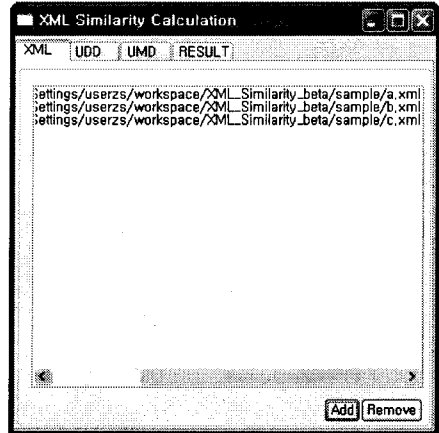 XML Similarity Calculation
XML UDD UMD RESULT
ettings/userzs/workspace/XML_Similarity_beta/sample/a.xml
ettings/userzs/workspace/XML_Similarity_beta/sample/b.xml
ettings/userzs/workspace/XML_Similarity_beta/sample/c.xml
Add Remove